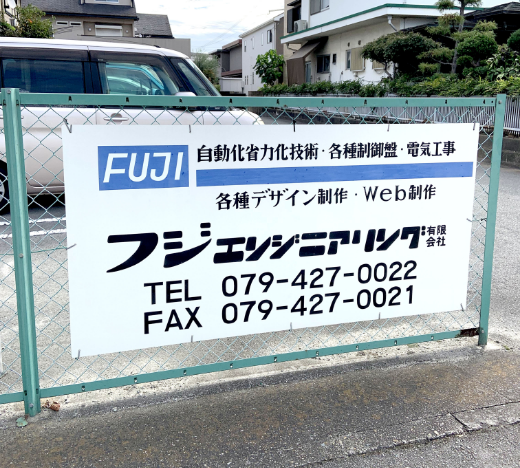 FUJI 自動化省力化技術・各種制御盤・電気工事
各種デザイン制作・Web制作
フジエンジニアリング有限会社
TEL 079-427-0022
FAX 079-427-0021